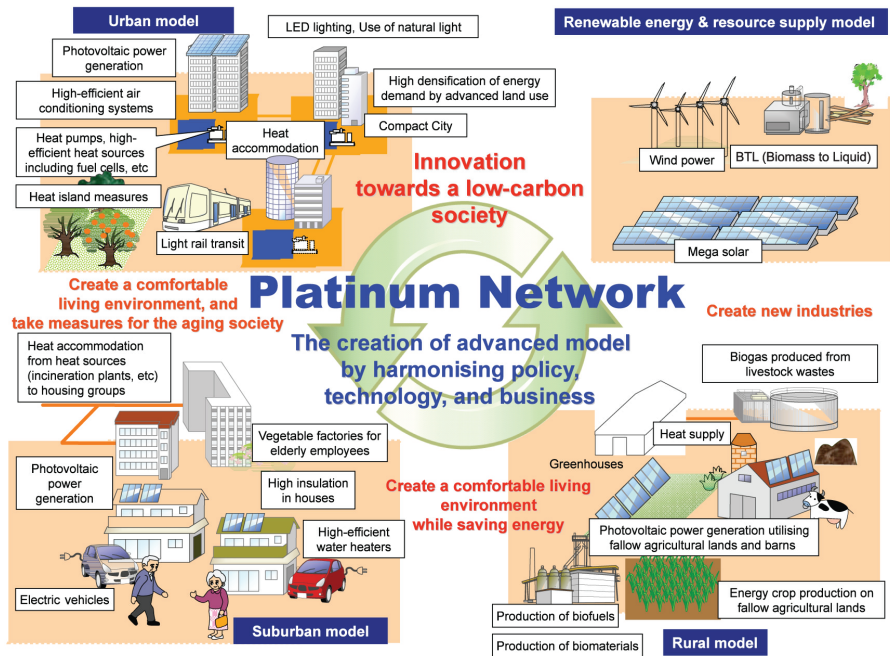 Urban model
LED lighting, Use of natural light
Photovoltaic power
generation
High-efficient air
conditioning systems
High densification of energy
demand by advanced land use
Compact City
Heat pumps, high-
efficient heat sources
including fuel cells, etc
Heat
accommodation
Heat island measures
Light rail transit
Renewable energy & resource supply model
Wind power
BTL (Biomass to Liquid)
Mega solar
Innovation
towards a low-carbon
society
Create a comfortable
living environment, and
take measures for the aging society
Platinum Network
The creation of advanced model
by harmonising policy,
technology, and business
Create new industries
Heat accommodation
from heat sources
(incineration plants, etc)
to housing groups
Vegetable factories for
elderly employees
Photovoltaic
power
generation
High insulation
in houses
High-efficient
water heaters
Electric vehicles
Suburban model
Create a comfortable living
environment
while saving energy
Biogas produced from
livestock wastes
Heat supply
Greenhouses
Photovoltaic power generation utilising
fallow agricultural lands and barns
Energy crop production on
fallow agricultural lands
Production of biofuels
Production of biomaterials
Rural model